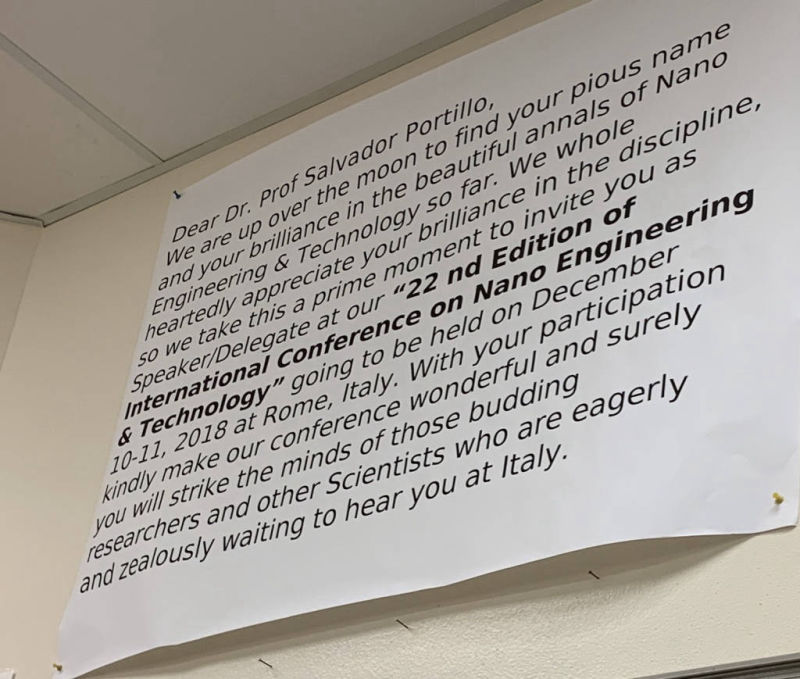 Dear Dr. Prof Salvador Portillo,
We are up over the moon to find your pious name
and your brilliance in the beautiful annals of Nano
Engineering & Technology so far. We whole
heartedly appreciate your brilliance in the discipline,
so we take this a prime moment to invite you as
Speaker/Delegate at our “22 nd Edition of
International Conference on Nano Engineering
& Technology” going to be held on December
10-11, 2018 at Rome, Italy. With your participation
kindly make our conference wonderful and surely
you will strike the minds of those budding
researchers and other Scientists who are eagerly
and zealously waiting to hear you at Italy.